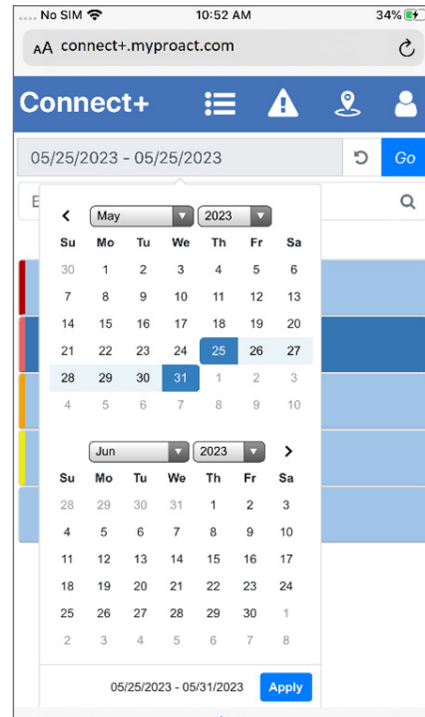 No SIM 10:52 AM 34%
AA connect+.myproact.com
Connect+
05/25/2023 - 05/25/2023 Go
E
May 2023
Su Mo Tu We Th Fr Sa
30 1 2 3 4 5 6
7 8 9 10 11 12 13
14 15 16 17 18 19 20
21 22 23 24 25 26 27
28 29 30 31 1 2 3
4 5 6 7 8 9 10
Jun 2023
Su Mo Tu We Th Fr Sa
28 29 30 31 1 2 3
4 5 6 7 8 9 10
11 12 13 14 15 16 17
18 19 20 21 22 23 24
25 26 27 28 29 30 1
2 3 4 5 6 7 8
05/25/2023 - 05/31/2023 Apply